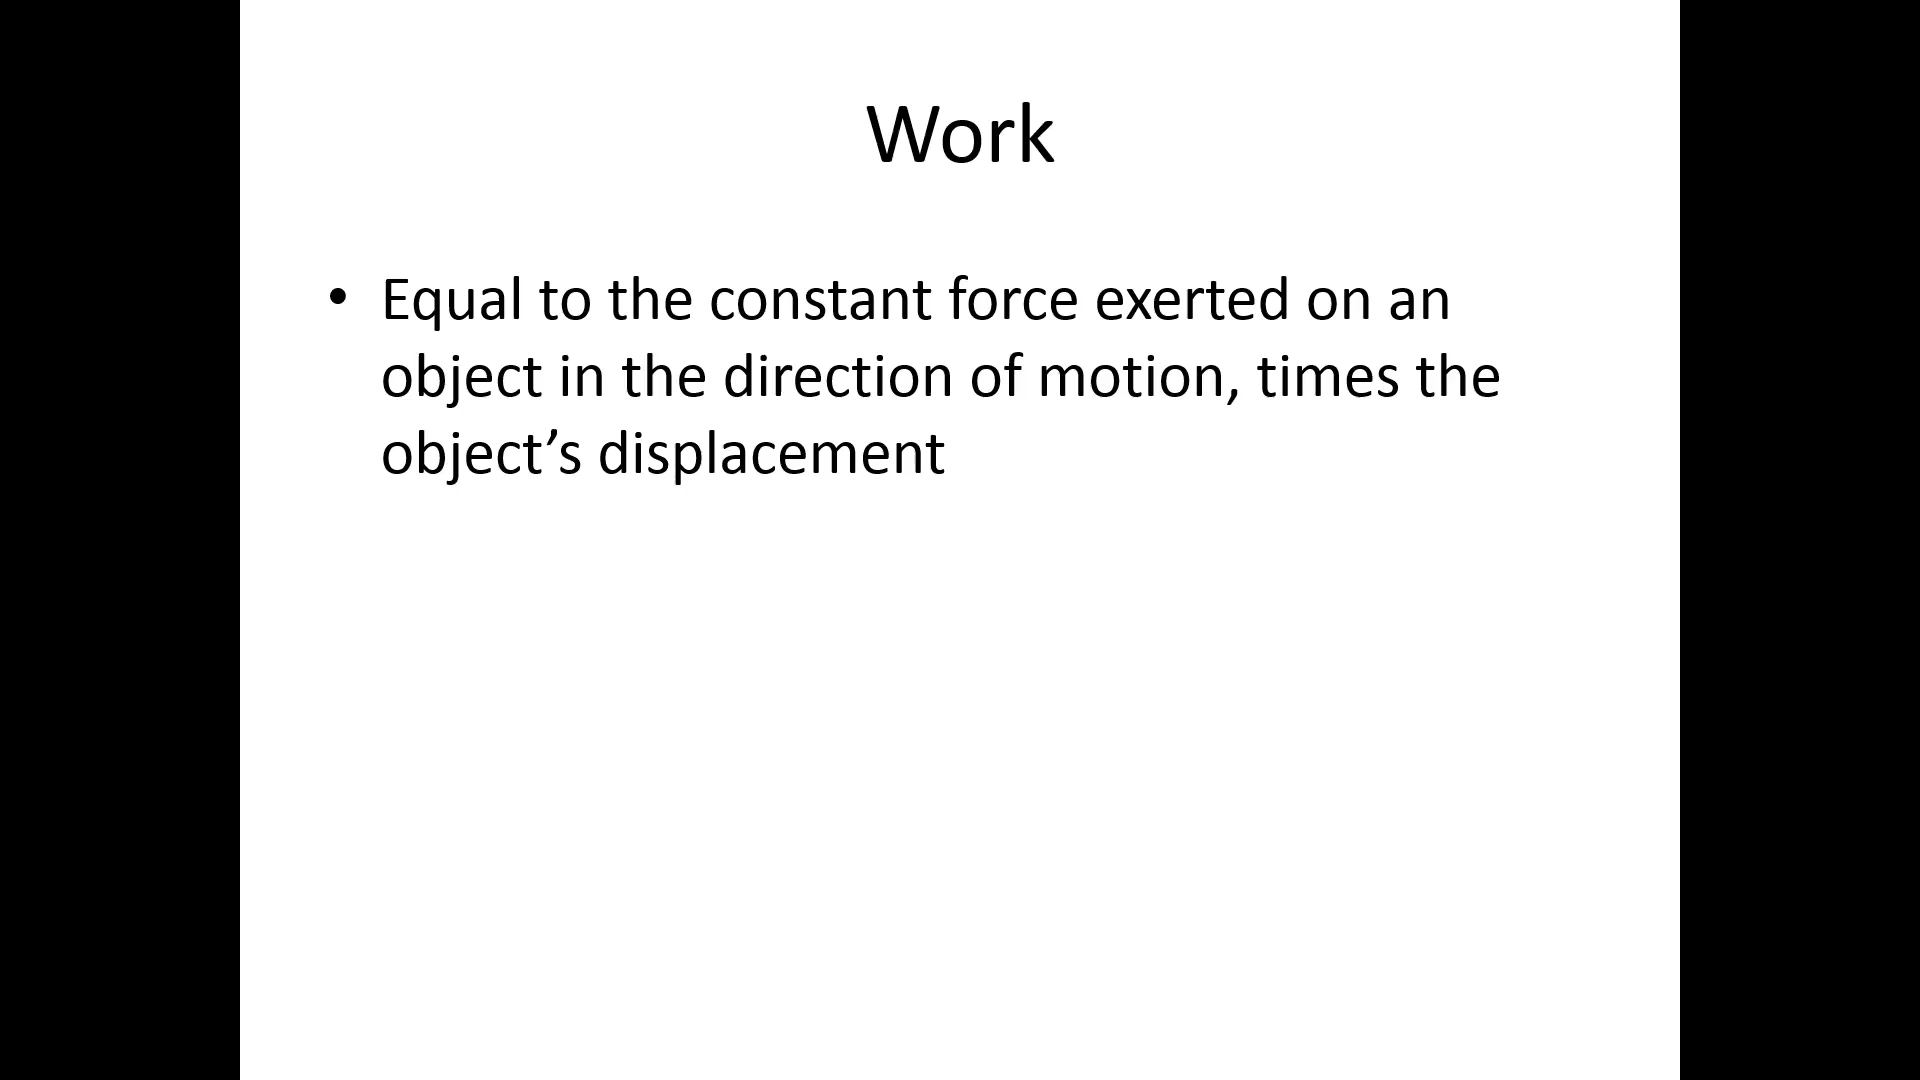 Work
• Equal to the constant force exerted on an
object in the direction of motion, times the
object’s displacement